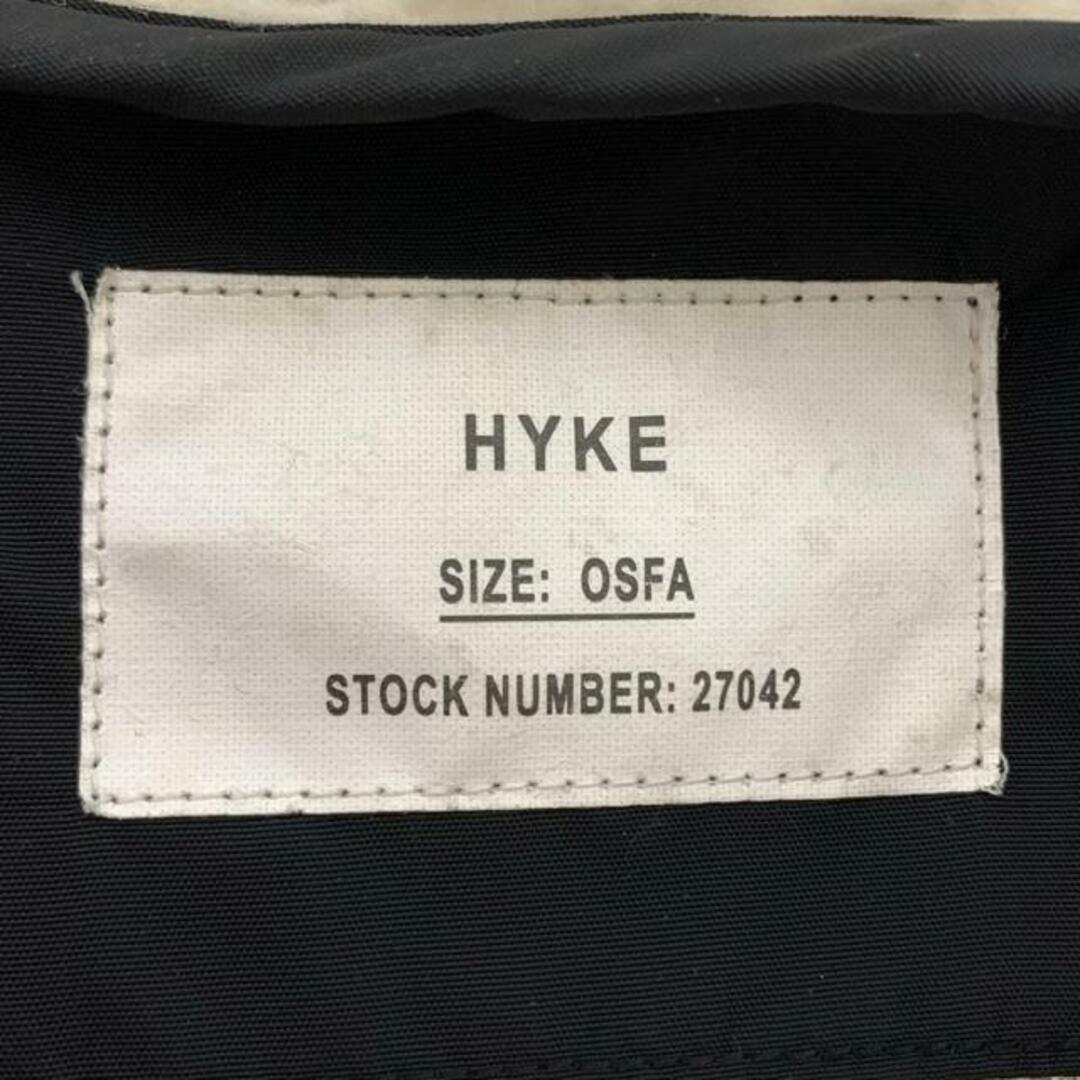 HYKE
SIZE: OSFA
STOCK NUMBER: 27042